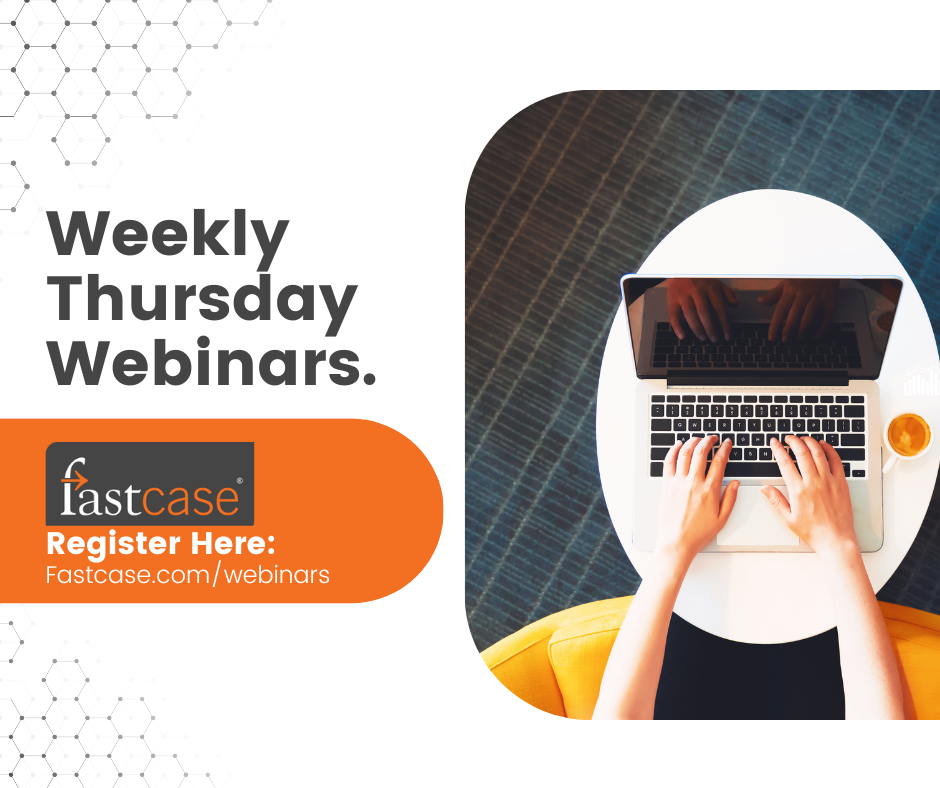 Weekly
Thursday
Webinars.
fastcase®
Register Here:
Fastcase.com/webinars